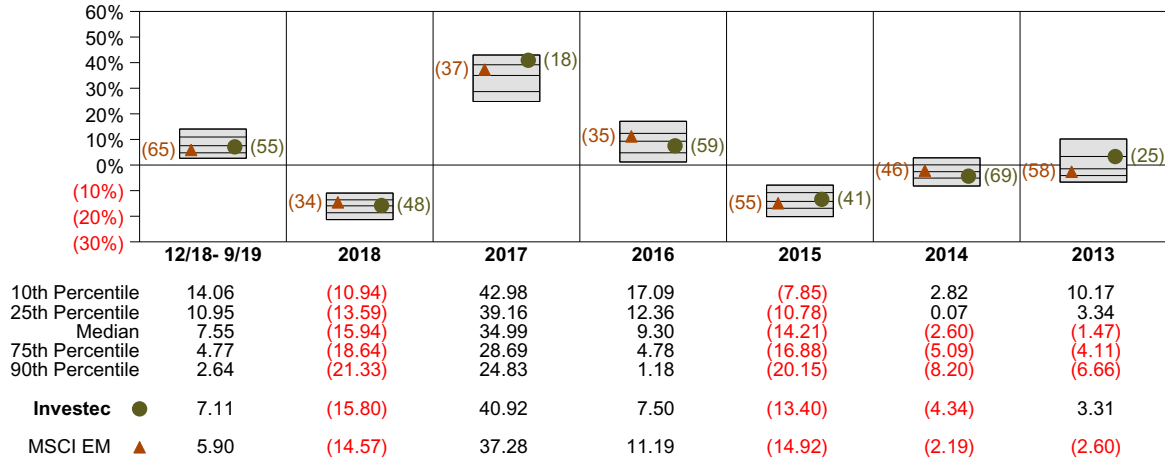 60%
50%
40%
30%
20%
10%
0%
(10%)
(20%)
(30%)
(65) (55) (34) (48) (37) (18) (35) (59) (55) (41) (46) (69) (58) (25)
12/18- 9/19 2018 2017 2016 2015 2014 2013
10th Percentile 14.06 (10.94) 42.98 17.09 (7.85) 2.82 10.17
25th Percentile 10.95 (13.59) 39.16 12.36 (10.78) 0.07 3.34
Median 7.55 (15.94) 34.99 9.30 (14.21) (2.60) (1.47)
75th Percentile 4.77 (18.64) 28.69 4.78 (16.88) (5.09) (4.11)
90th Percentile 2.64 (21.33) 24.83 1.18 (20.15) (8.20) (6.66)
Investec 7.11 (15.80) 40.92 7.50 (13.40) (4.34) 3.31
MSCI EM 5.90 (14.57) 37.28 11.19 (14.92) (2.19) (2.60)